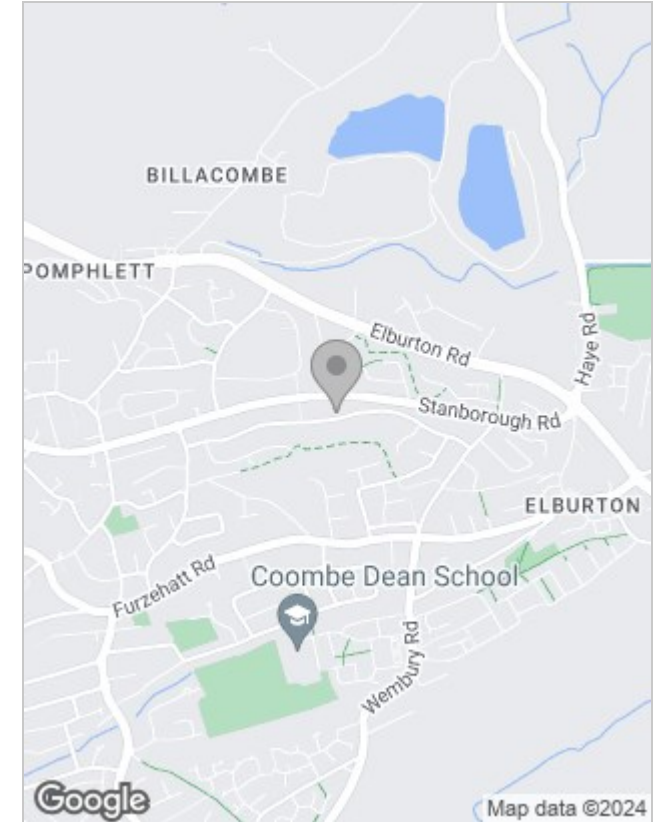 BILLACOMBE
POMPHLETT
Elburton Rd
Haye Rd
Stanborough Rd
ELBURTON
Coombe Dean School
Furzehatt Rd
Wembury Rd
Google
Map data ©2024